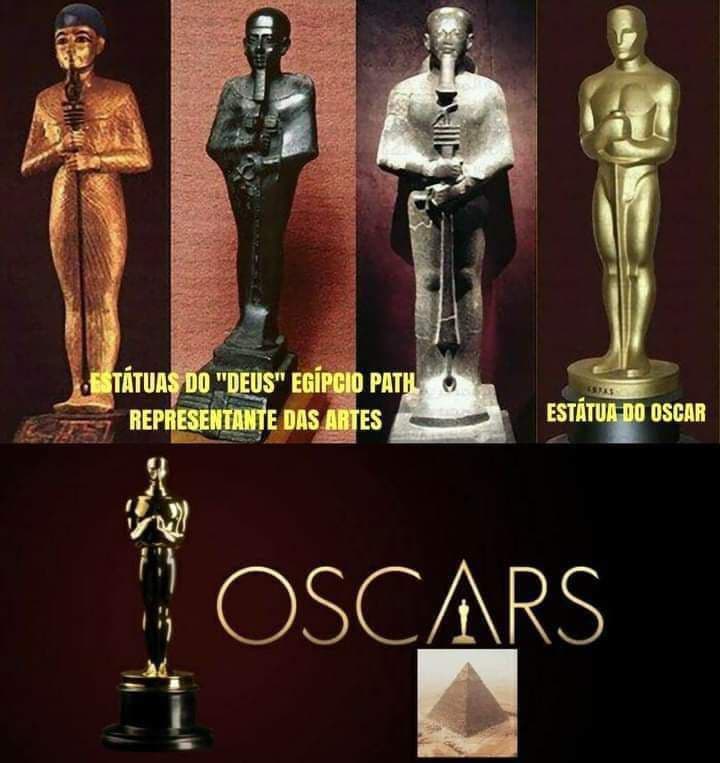 ESTÁTUAS DO "DEUS" EGÍPCIO PATH
REPRESENTANTE DAS ARTES
ESTÁTUA DO OSCAR
OSCARS